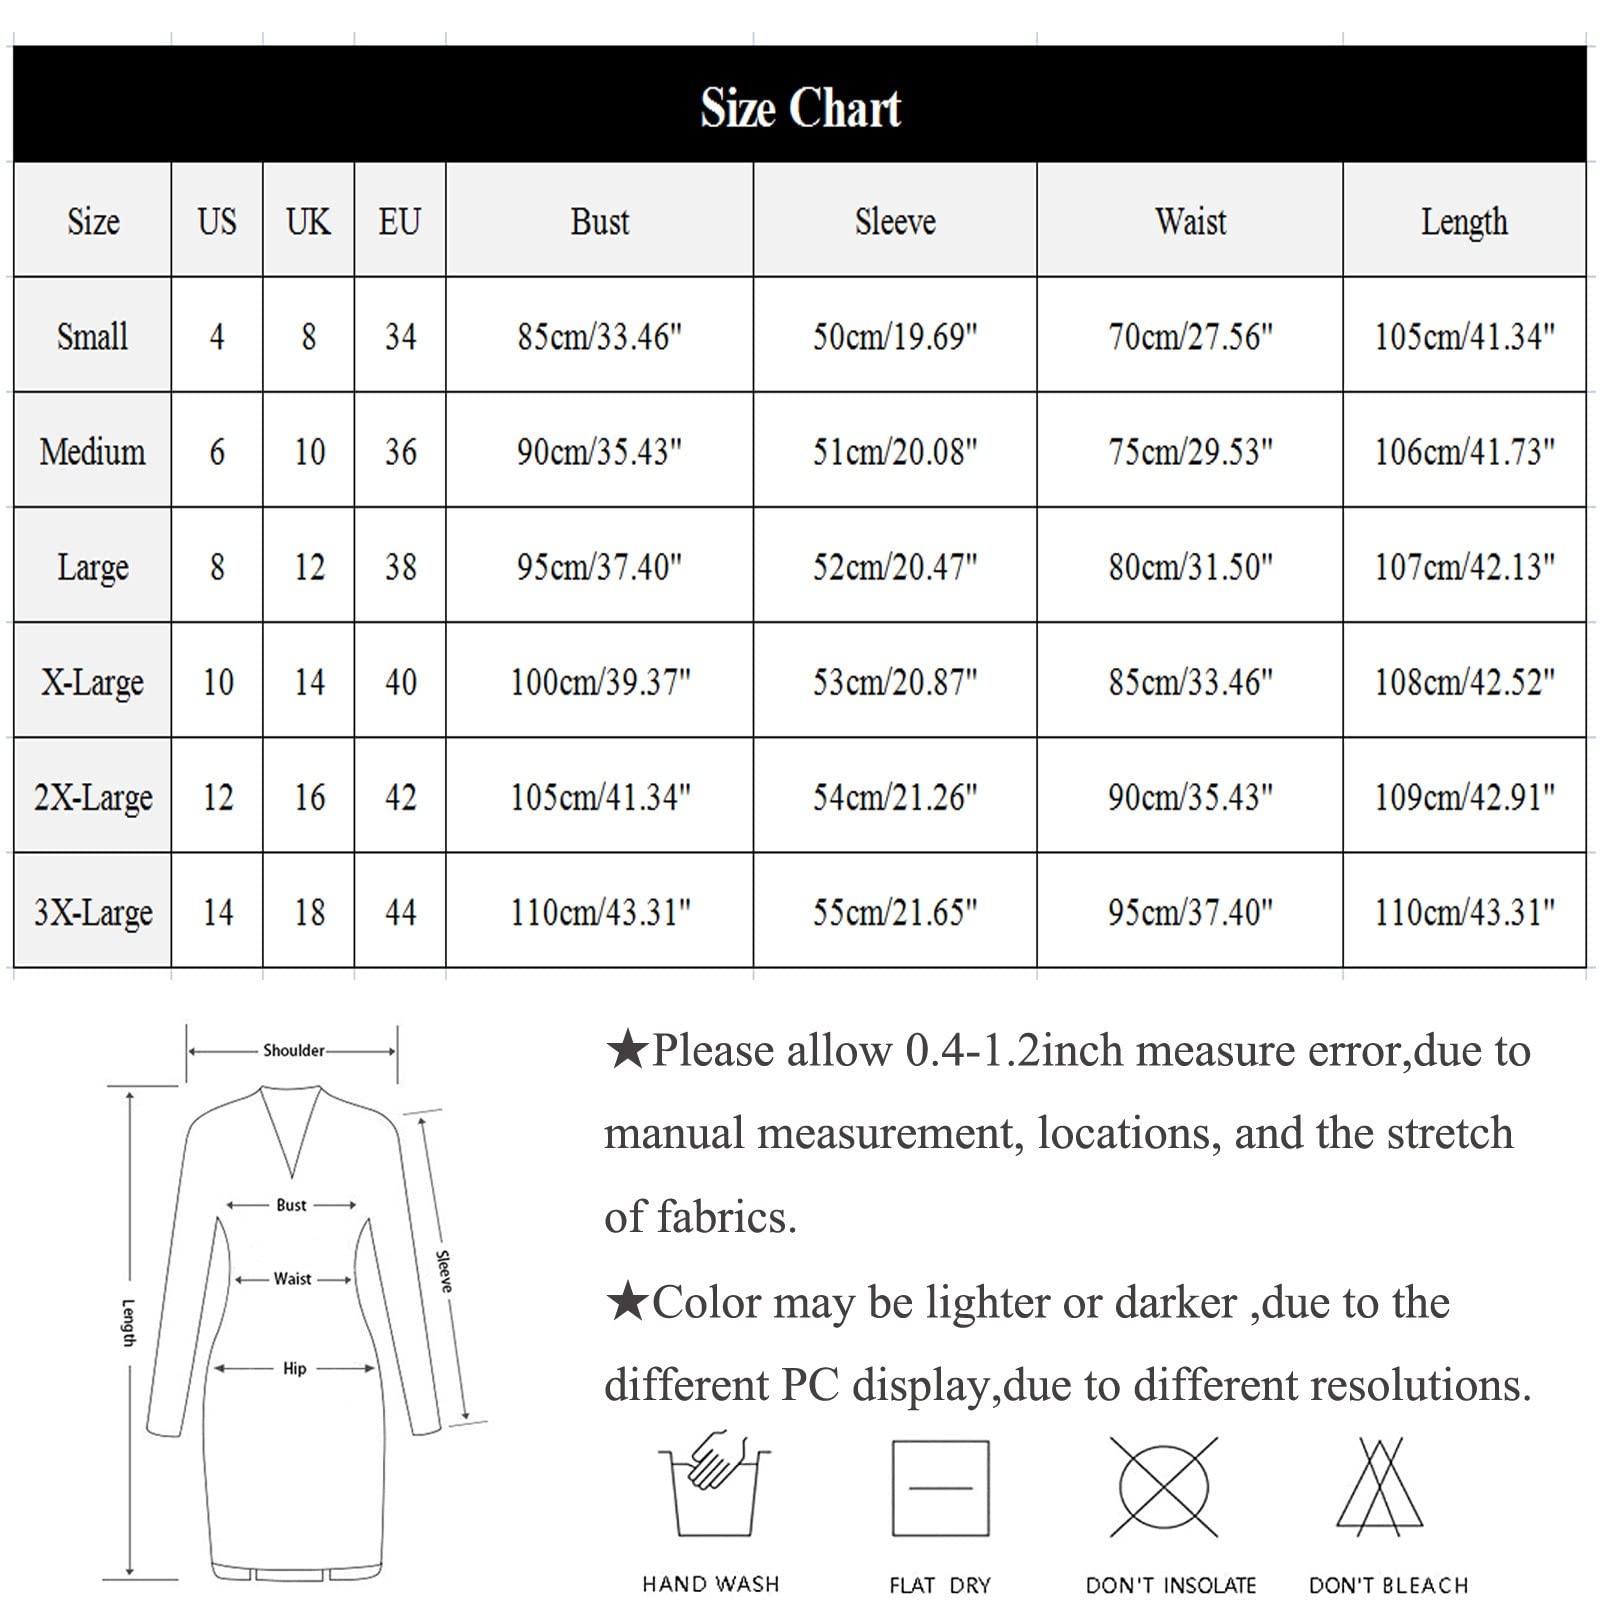 Size Chart
Size US UK EU Bust Sleeve Waist Length
Small 4 8 34 85cm/33.46" 50cm/19.69" 70cm/27.56" 105cm/41.34"
Medium 6 10 36 90cm/35.43" 51cm/20.08" 75cm/29.53" 106cm/41.73"
Large 8 12 38 95cm/37.40" 52cm/20.47" 80cm/31.50" 107cm/42.13"
X-Large 10 14 40 100cm/39.37" 53cm/20.87" 85cm/33.46" 108cm/42.52"
2X-Large 12 16 42 105cm/41.34" 54cm/21.26" 90cm/35.43" 109cm/42.91"
3X-Large 14 18 44 110cm/43.31" 55cm/21.65" 95cm/37.40" 110cm/43.31"
Shoulder
Bust
Waist
Sleeve
Length
Hip
★Please allow 0.4-1.2inch measure error,due to
manual measurement, locations, and the stretch
of fabrics.
★Color may be lighter or darker ,due to the
different PC display,due to different resolutions.
HAND WASH FLAT DRY DON'T INSOLATE DON'T BLEACH